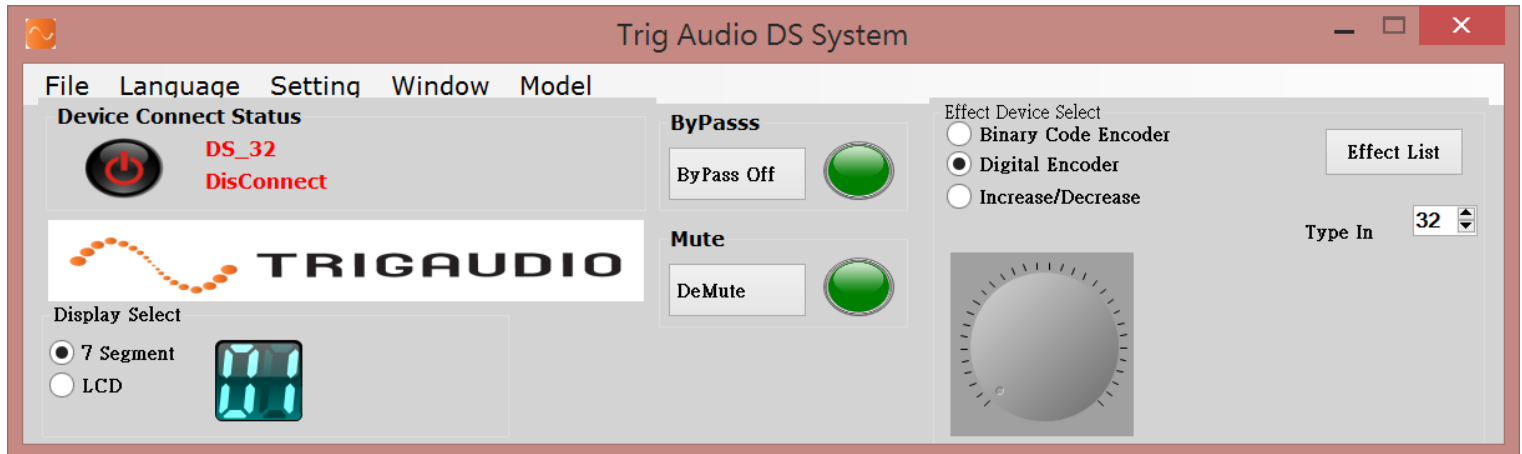 Trig Audio DS System
File Language Setting Window Model
Device Connect Status
DS_32
DisConnect
TRIGAUDIO
Display Select
7 Segment
LCD
01
ByPasss
ByPass Off
Mute
DeMute
Effect Device Select
Binary Code Encoder
Digital Encoder
Increase/Decrease
Effect List
Type In 32